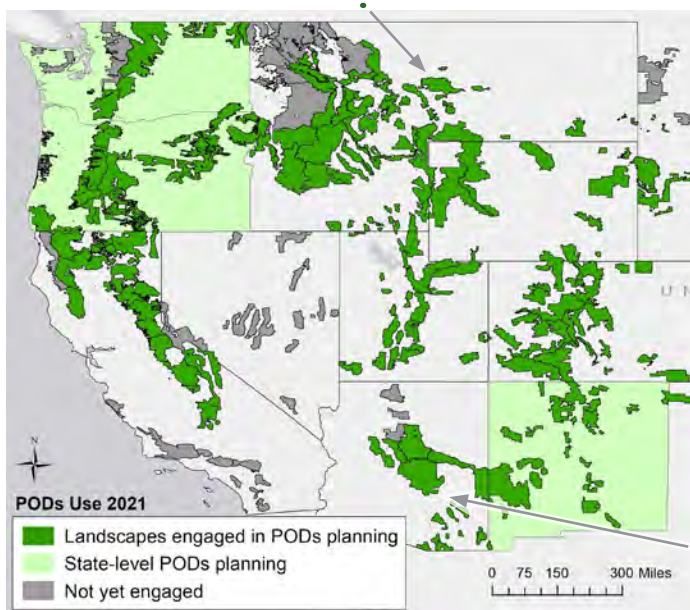 U N
N
PODs Use 2021
Landscapes engaged in PODs planning
State-level PODs planning
Not yet engaged
0 75 150 300 Miles